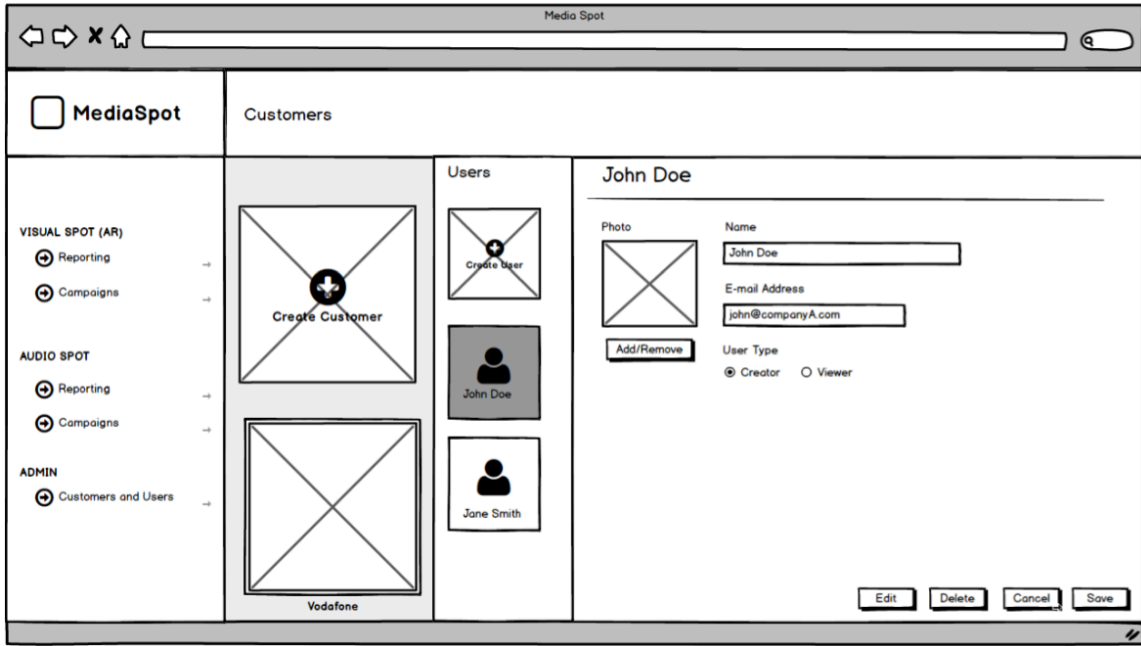 Media Spot
MediaSpot
Customers
VISUAL SPOT (AR)
Reporting
Campaigns
AUDIO SPOT
Reporting
Campaigns
ADMIN
Customers and Users
Create Customer
Vodafone
Users
Create User
John Doe
Jane Smith
John Doe
Photo
Add/Remove
Name
John Doe
E-mail Address
john@companyA.com
User Type
Creator Viewer
Edit Delete Cancel Save